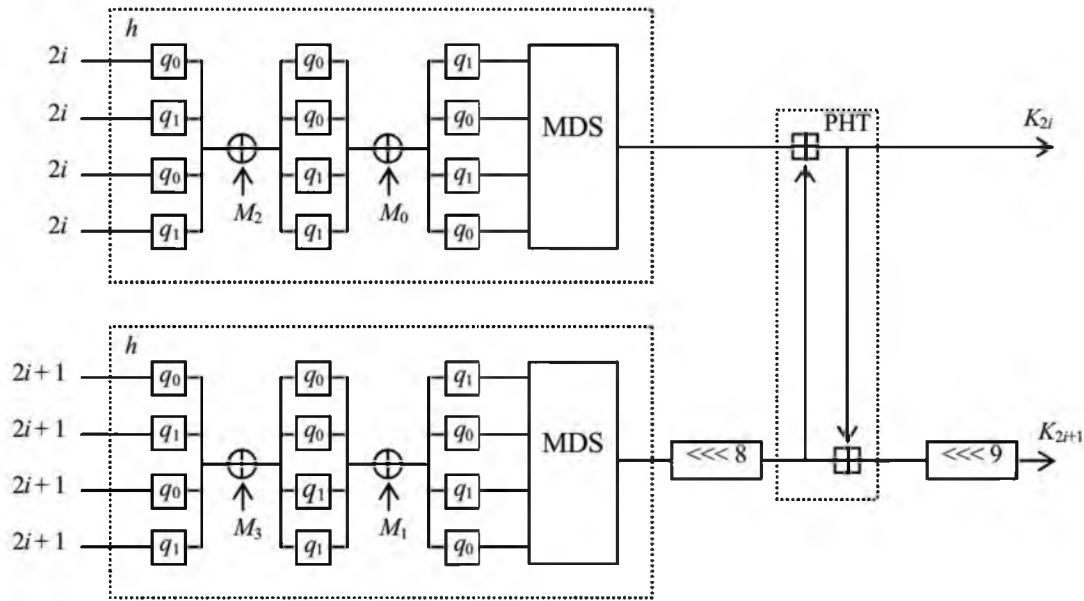 h
2i q₀ q₀ q₁
2i q₁ q₀ q₀
MDS
PHT
K₂ᵢ
2i q₀ q₁ q₁
M₂ M₀
2i q₁ q₁ q₀
h
2i+1 q₀ q₀ q₁
2i+1 q₁ q₀ q₀
MDS
<<< 8
<<< 9
K₂ᵢ₊₁
2i+1 q₀ q₁ q₁
M₃ M₁
2i+1 q₁ q₁ q₀